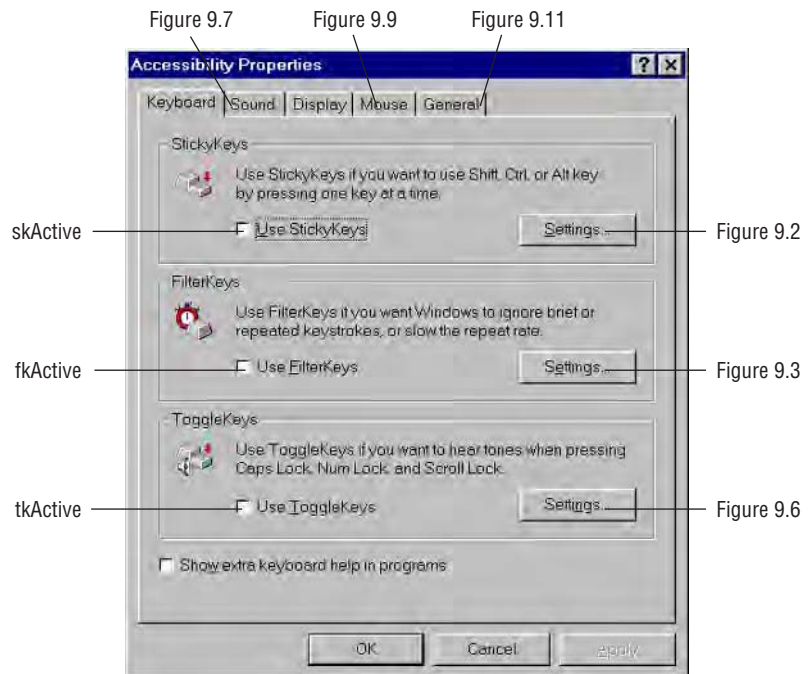 Figure 9.7 Figure 9.9 Figure 9.11
Accessibility Properties
Keyboard Sound Display Mouse General
StickyKeys
Use StickyKeys if you want to use Shift, Ctrl, or Alt key
by pressing one key at a time.
skActive Use StickyKeys Settings... Figure 9.2
FilterKeys
Use FilterKeys if you want Windows to ignore brief or
repeated keystrokes, or slow the repeat rate.
fkActive Use FilterKeys Settings... Figure 9.3
ToggleKeys
Use ToggleKeys if you want to hear tones when pressing
Caps Lock, Num Lock, and Scroll Lock.
tkActive Use ToggleKeys Settings... Figure 9.6
Show extra keyboard help in programs
OK Cancel Apply